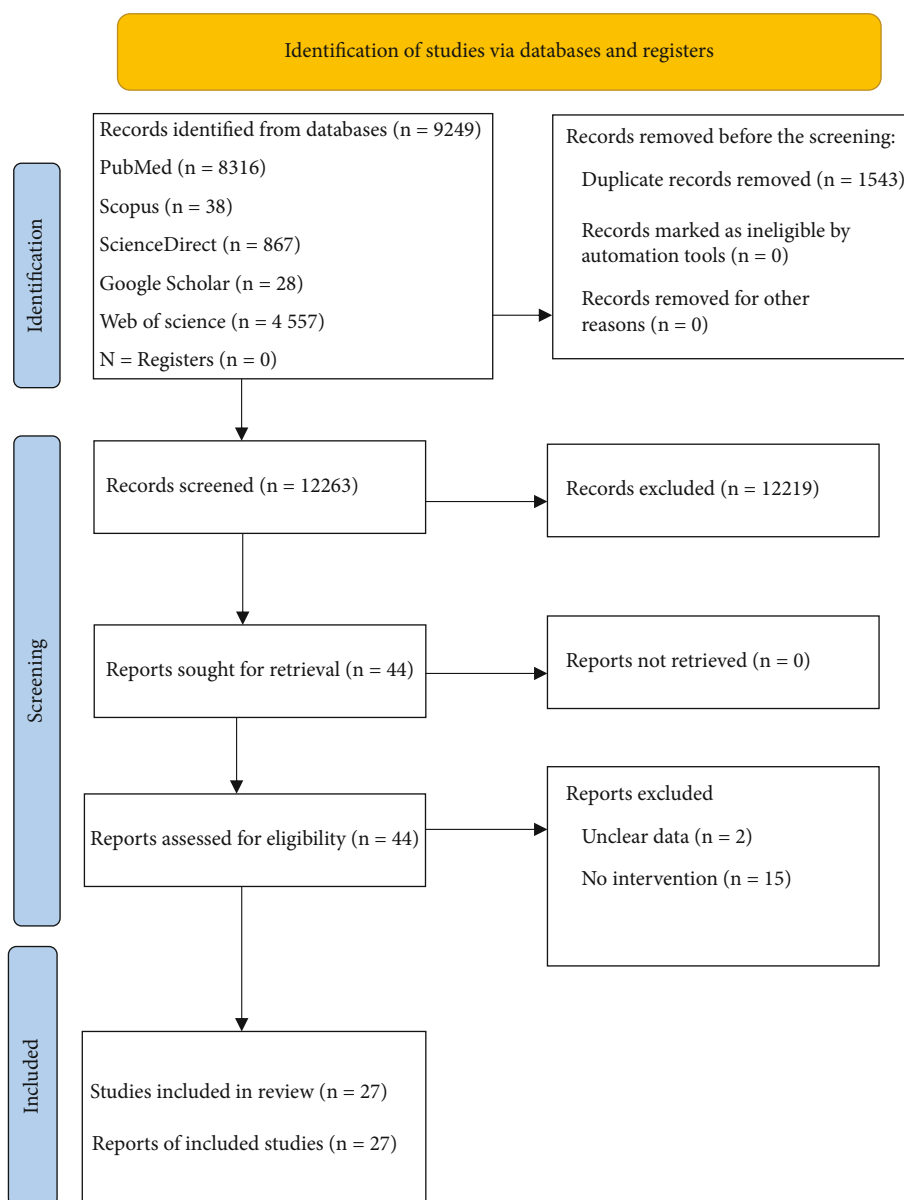 Identification of studies via databases and registers
Identification
Records identified from databases (n = 9249)
PubMed (n = 8316)
Scopus (n = 38)
ScienceDirect (n = 867)
Google Scholar (n = 28)
Web of science (n = 4 557)
N = Registers (n = 0)
Records removed before the screening:
Duplicate records removed (n = 1543)
Records marked as ineligible by
automation tools (n = 0)
Records removed for other
reasons (n = 0)
Screening
Records screened (n = 12263)
Records excluded (n = 12219)
Reports sought for retrieval (n = 44)
Reports not retrieved (n = 0)
Reports assessed for eligibility (n = 44)
Reports excluded
Unclear data (n = 2)
No intervention (n = 15)
Included
Studies included in review (n = 27)
Reports of included studies (n = 27)